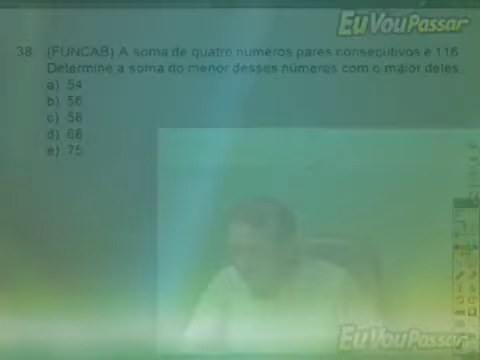 EuVouPassar
38. (FUNCAB) A soma de quatro números pares consecutivos é 116
Determine a soma do menor desses números com o maior deles
a) 54
b) 56
c) 58
d) 68
e) 75
EuVouPassar